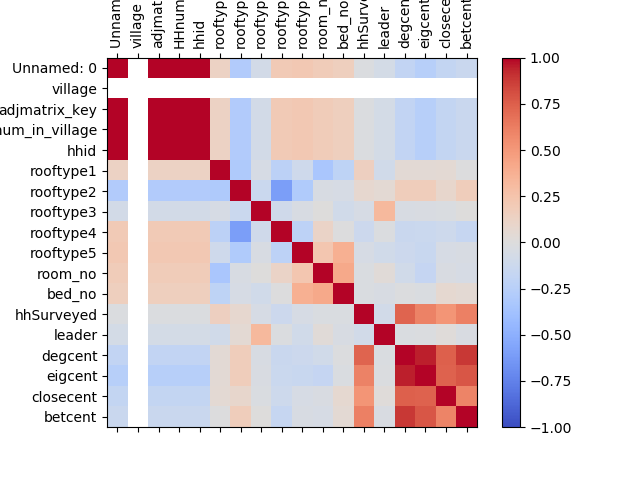 Unnam
village
adjmat
HHnum
hhid
rooftyp
rooftyp
rooftyp
rooftyp
rooftyp
room_n
bed_no
hhSurve
leader
degcent
eigcent
closece
betcent
Unnamed: 0
village
adjmatrix_key
num_in_village
hhid
rooftype1
rooftype2
rooftype3
rooftype4
rooftype5
room_no
bed_no
hhSurveyed
leader
degcent
eigcent
closecent
betcent
1.00
0.75
0.50
0.25
0.00
−0.25
−0.50
−0.75
−1.00